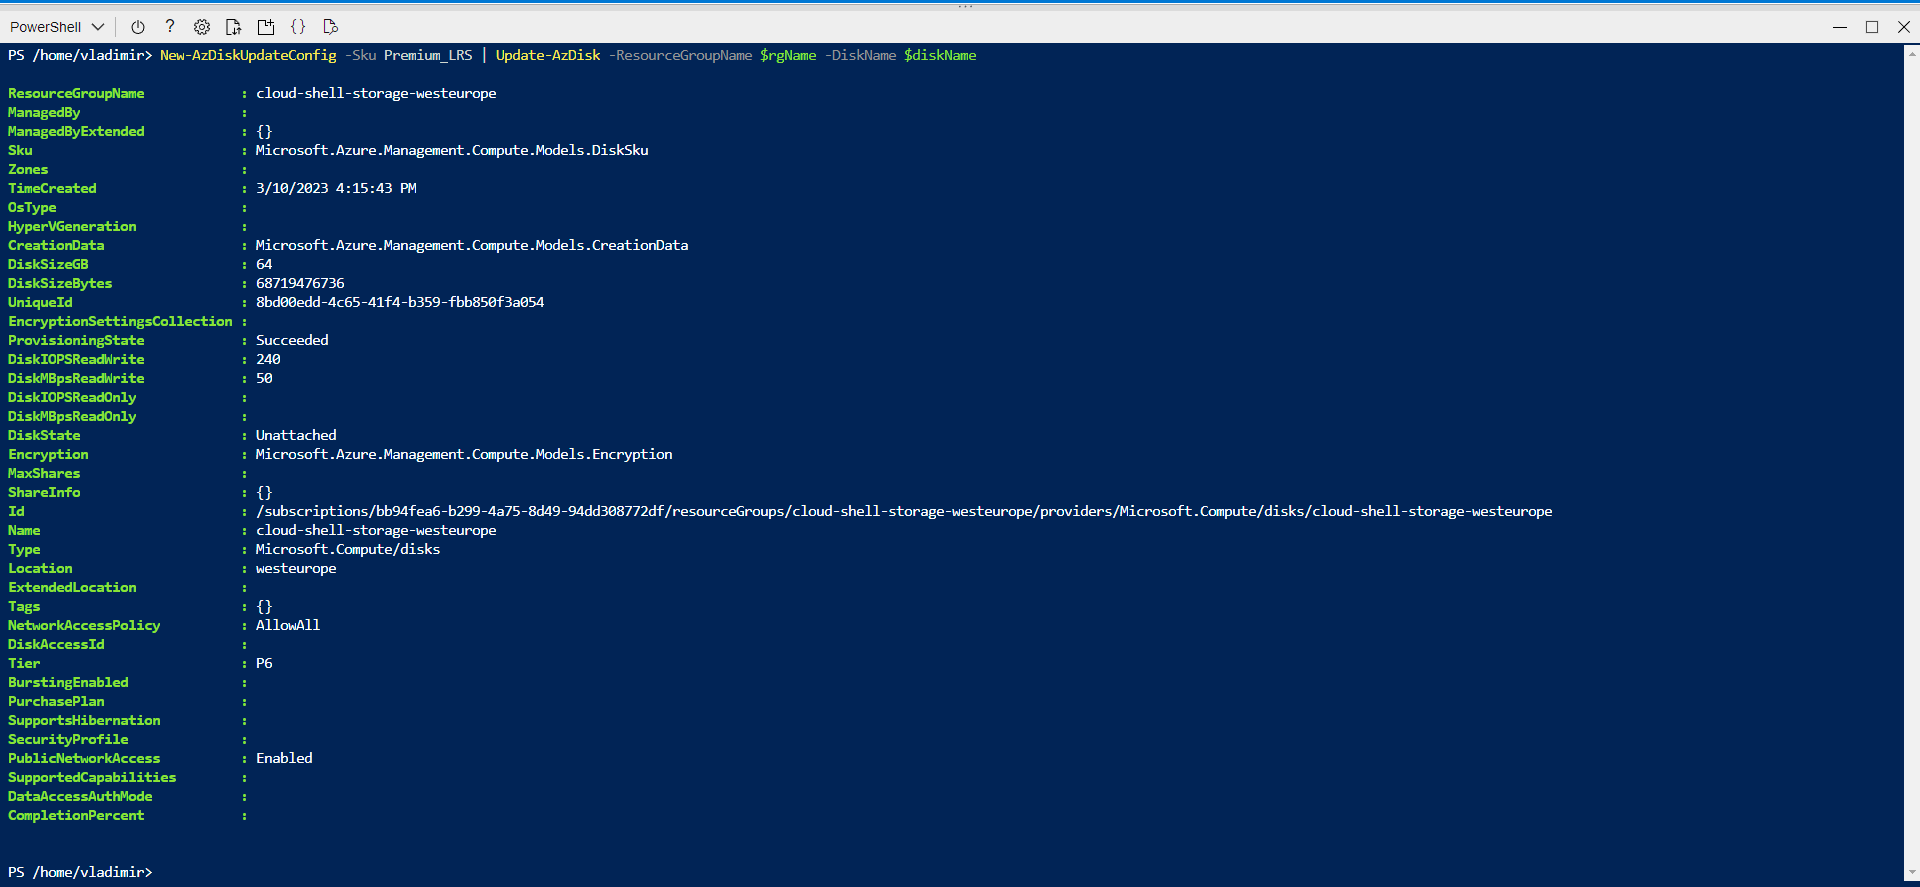 PowerShell
PS /home/vladimir> New-AzDiskUpdateConfig -Sku Premium_LRS | Update-AzDisk -ResourceGroupName $rgName -DiskName $diskName
ResourceGroupName : cloud-shell-storage-westeurope
ManagedBy :
ManagedByExtended : {}
Sku : Microsoft.Azure.Management.Compute.Models.DiskSku
Zones :
TimeCreated : 3/10/2023 4:15:43 PM
OsType :
HyperVGeneration :
CreationData : Microsoft.Azure.Management.Compute.Models.CreationData
DiskSizeGB : 64
DiskSizeBytes : 68719476736
UniqueId : 8bd00edd-4c65-41f4-b359-fbb850f3a054
EncryptionSettingsCollection :
ProvisioningState : Succeeded
DiskIOPSReadWrite : 240
DiskMBpsReadWrite : 50
DiskIOPSReadOnly :
DiskMBpsReadOnly :
DiskState : Unattached
Encryption : Microsoft.Azure.Management.Compute.Models.Encryption
MaxShares :
ShareInfo : {}
Id : /subscriptions/bb94fea6-b299-4a75-8d49-94dd308772df/resourceGroups/cloud-shell-storage-westeurope/providers/Microsoft.Compute/disks/cloud-shell-storage-westeurope
Name : cloud-shell-storage-westeurope
Type : Microsoft.Compute/disks
Location : westeurope
ExtendedLocation :
Tags : {}
NetworkAccessPolicy : AllowAll
DiskAccessId :
Tier : P6
BurstingEnabled :
PurchasePlan :
SupportsHibernation :
SecurityProfile :
PublicNetworkAccess : Enabled
SupportedCapabilities :
DataAccessAuthMode :
CompletionPercent :
PS /home/vladimir>